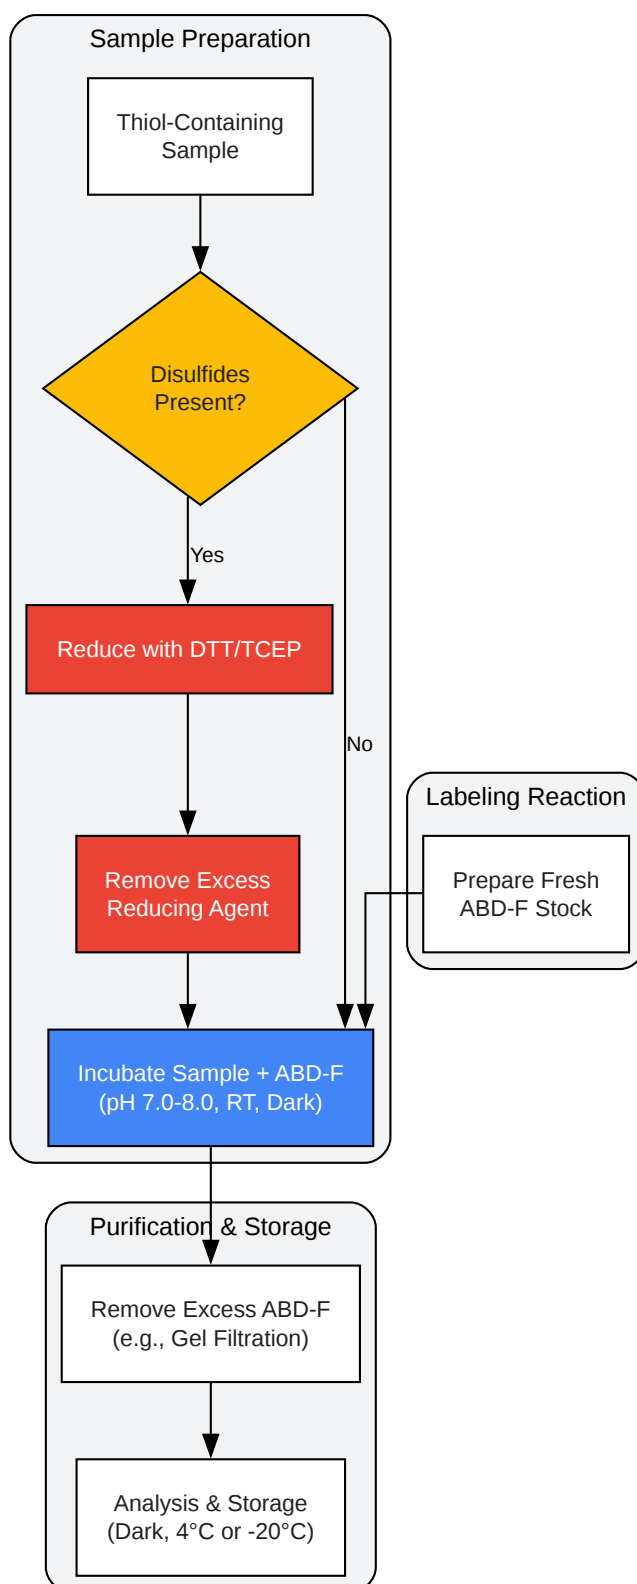 Sample Preparation
Thiol-Containing
Sample
Disulfides
Present?
Yes
Reduce with DTT/TCEP
No
Labeling Reaction
Remove Excess
Reducing Agent
Prepare Fresh
ABD-F Stock
Incubate Sample + ABD-F
(pH 7.0-8.0, RT, Dark)
Purification & Storage
Remove Excess ABD-F
(e.g., Gel Filtration)
Analysis & Storage
(Dark, 4°C or -20°C)